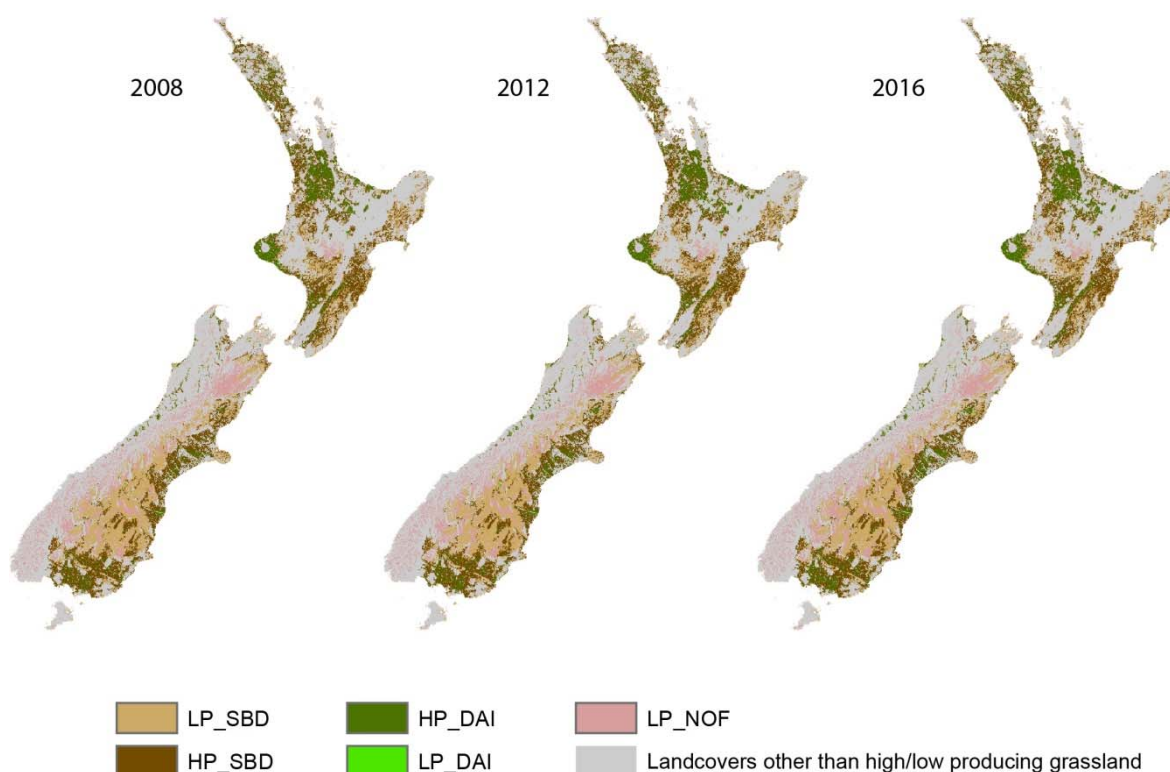 2008 2012 2016
LP_SBD HP_DAI LP_NOF
HP_SBD LP_DAI Landcovers other than high/low producing grassland